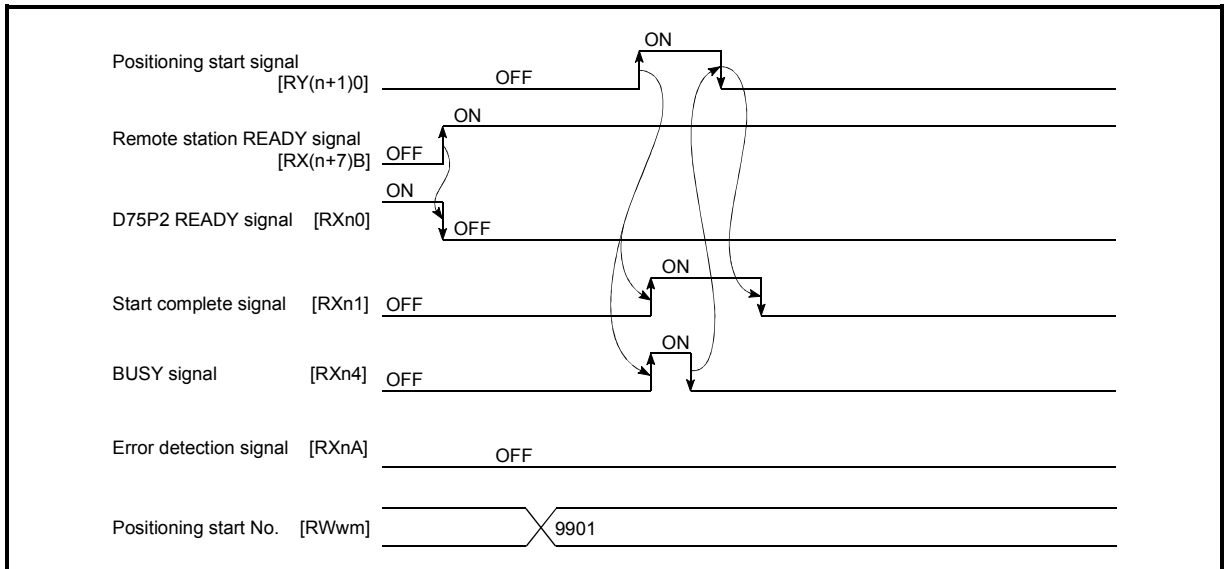 Positioning start signal
[RY(n+1)0]
OFF
ON
Remote station READY signal
[RX(n+7)B]
OFF
ON
D75P2 READY signal [RXn0]
ON
OFF
Start complete signal [RXn1]
OFF
ON
BUSY signal [RXn4]
OFF
ON
Error detection signal [RXnA]
OFF
Positioning start No. [RWwm]
9901